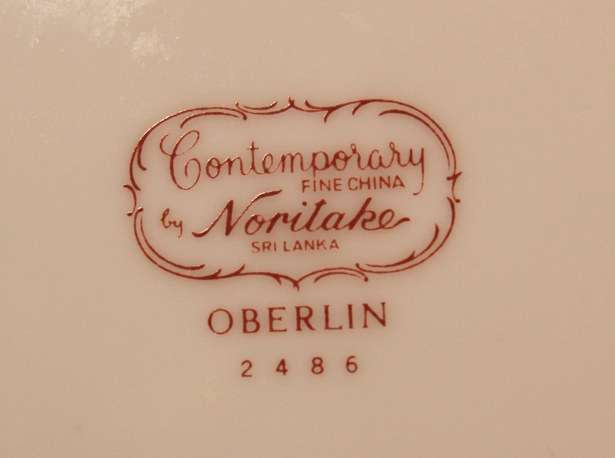 Contemporary
FINE CHINA
by Noritake
SRI LANKA
OBERLIN
2486